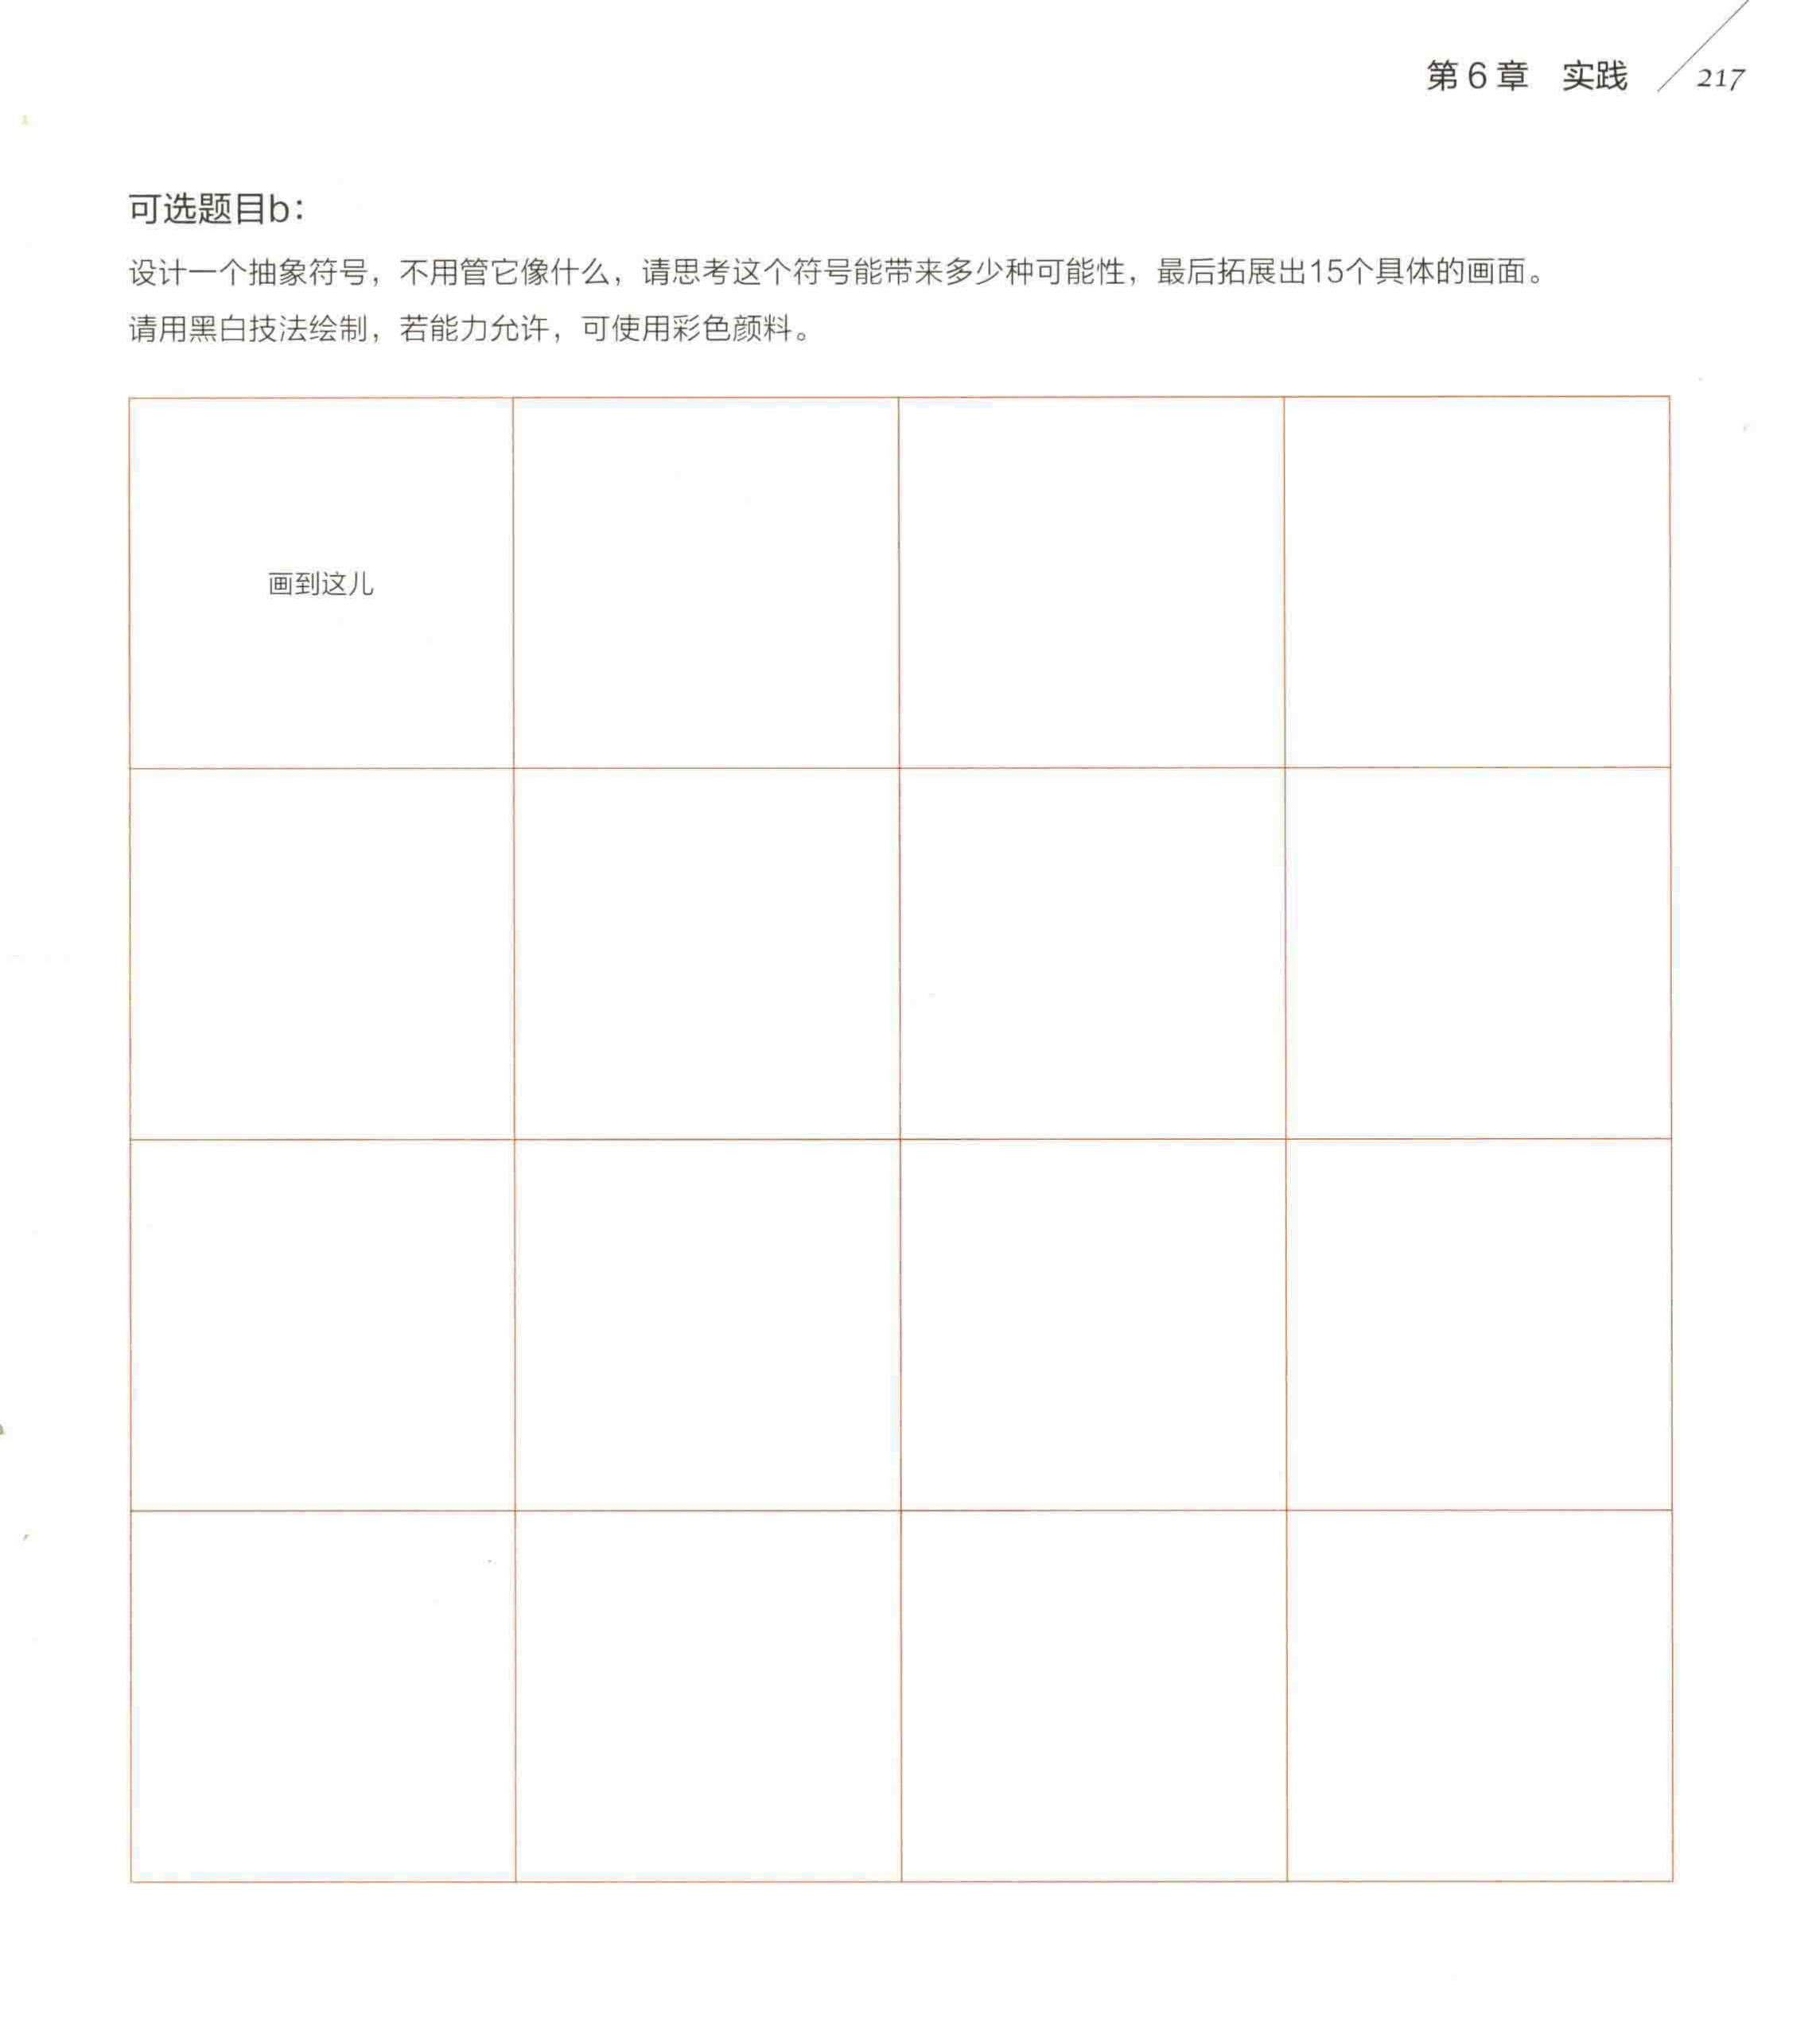 第6章 实践 217
可选题目b：
设计一个抽象符号，不用管它像什么，请思考这个符号能带来多少种可能性，最后拓展出15个具体的画面。
请用黑白技法绘制，若能力允许，可使用彩色颜料。
画到这儿